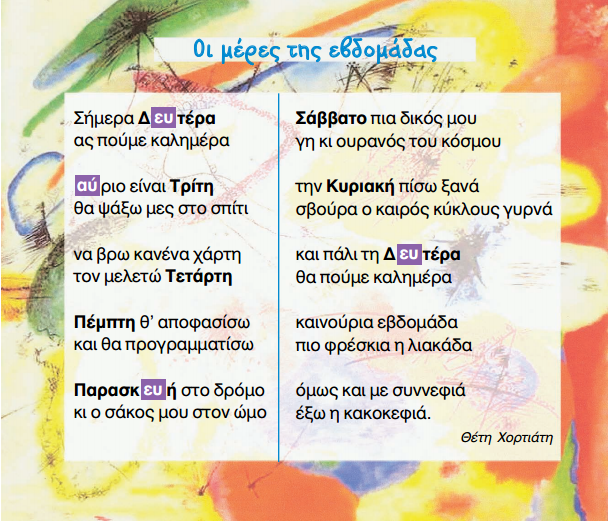 Οι μέρες της εβδομάδας
Σήμερα Δευτέρα
ας πούμε καλημέρα
αύριο είναι Τρίτη
θα ψάξω μες στο σπίτι
να βρω κανένα χάρτη
τον μελετώ Τετάρτη
Πέμπτη θ' αποφασίσω
και θα προγραμματίσω
Παρασκευή στο δρόμο
κι ο σάκος μου στον ώμο
Σάββατο πια δικός μου
γη κι ουρανός του κόσμου
την Κυριακή πίσω ξανά
σβούρα ο καιρός κύκλους γυρνά
και πάλι τη Δευτέρα
θα πούμε καλημέρα
καινούρια εβδομάδα
πιο φρέσκια η λιακάδα
όμως και με συννεφιά
έξω η κακοκεφιά.
Θέτη Χορτιάτη